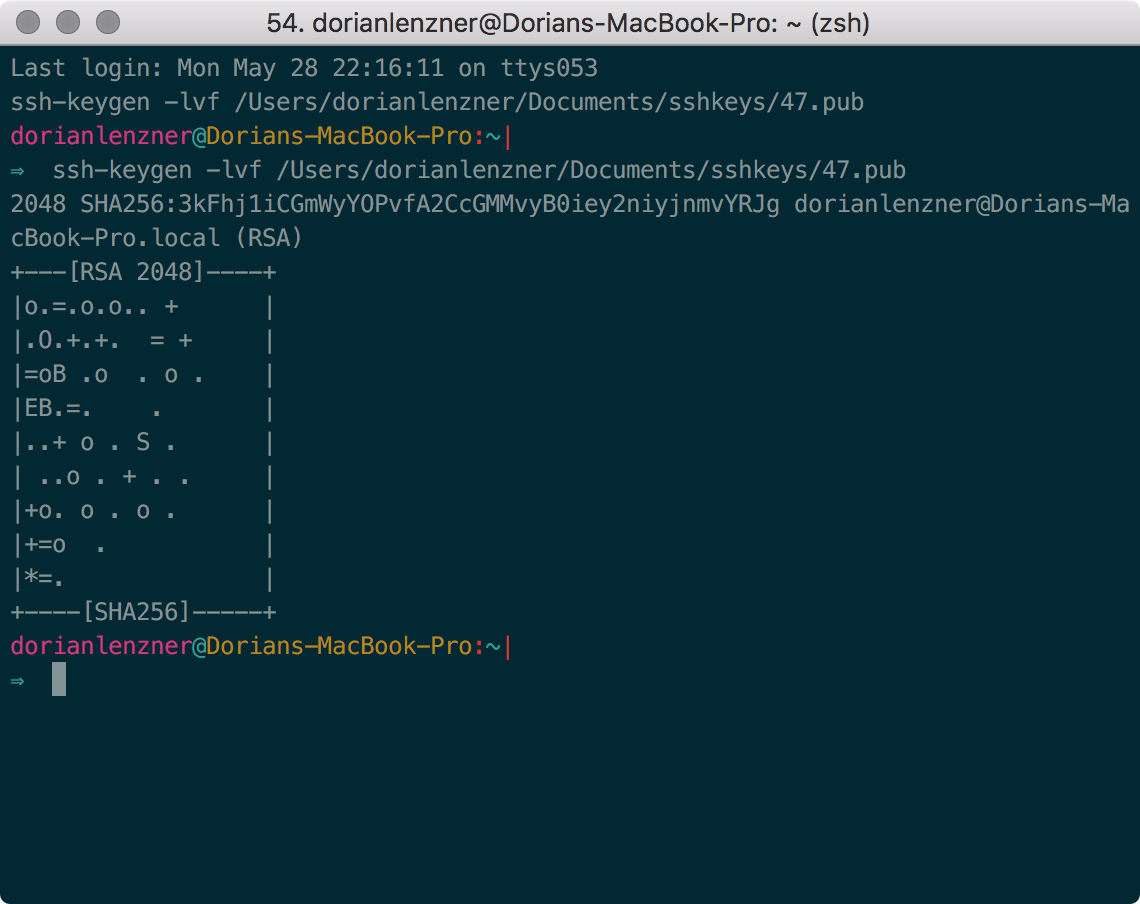 54. dorianlenzner@Dorians-MacBook-Pro: ~ (zsh)
Last login: Mon May 28 22:16:11 on ttys053
ssh-keygen -lvf /Users/dorianlenzner/Documents/sshkeys/47.pub
dorianlenzner@Dorians-MacBook-Pro:~|
⇒  ssh-keygen -lvf /Users/dorianlenzner/Documents/sshkeys/47.pub
2048 SHA256:3kFhj1iCGmWyYOPvfA2CcGMMvyB0iey2niyjnmvYRJg dorianlenzner@Dorians-Ma
cBook-Pro.local (RSA)
+---[RSA 2048]----+
|o.=.o.o.. +      |
|.O.+.+.  = +     |
|=oB .o  . o .    |
|EB.=.    .       |
|..+ o . S .      |
| ..o . + . .     |
|+o. o . o .      |
|+=o  .           |
|*=.              |
+----[SHA256]-----+
dorianlenzner@Dorians-MacBook-Pro:~|
⇒